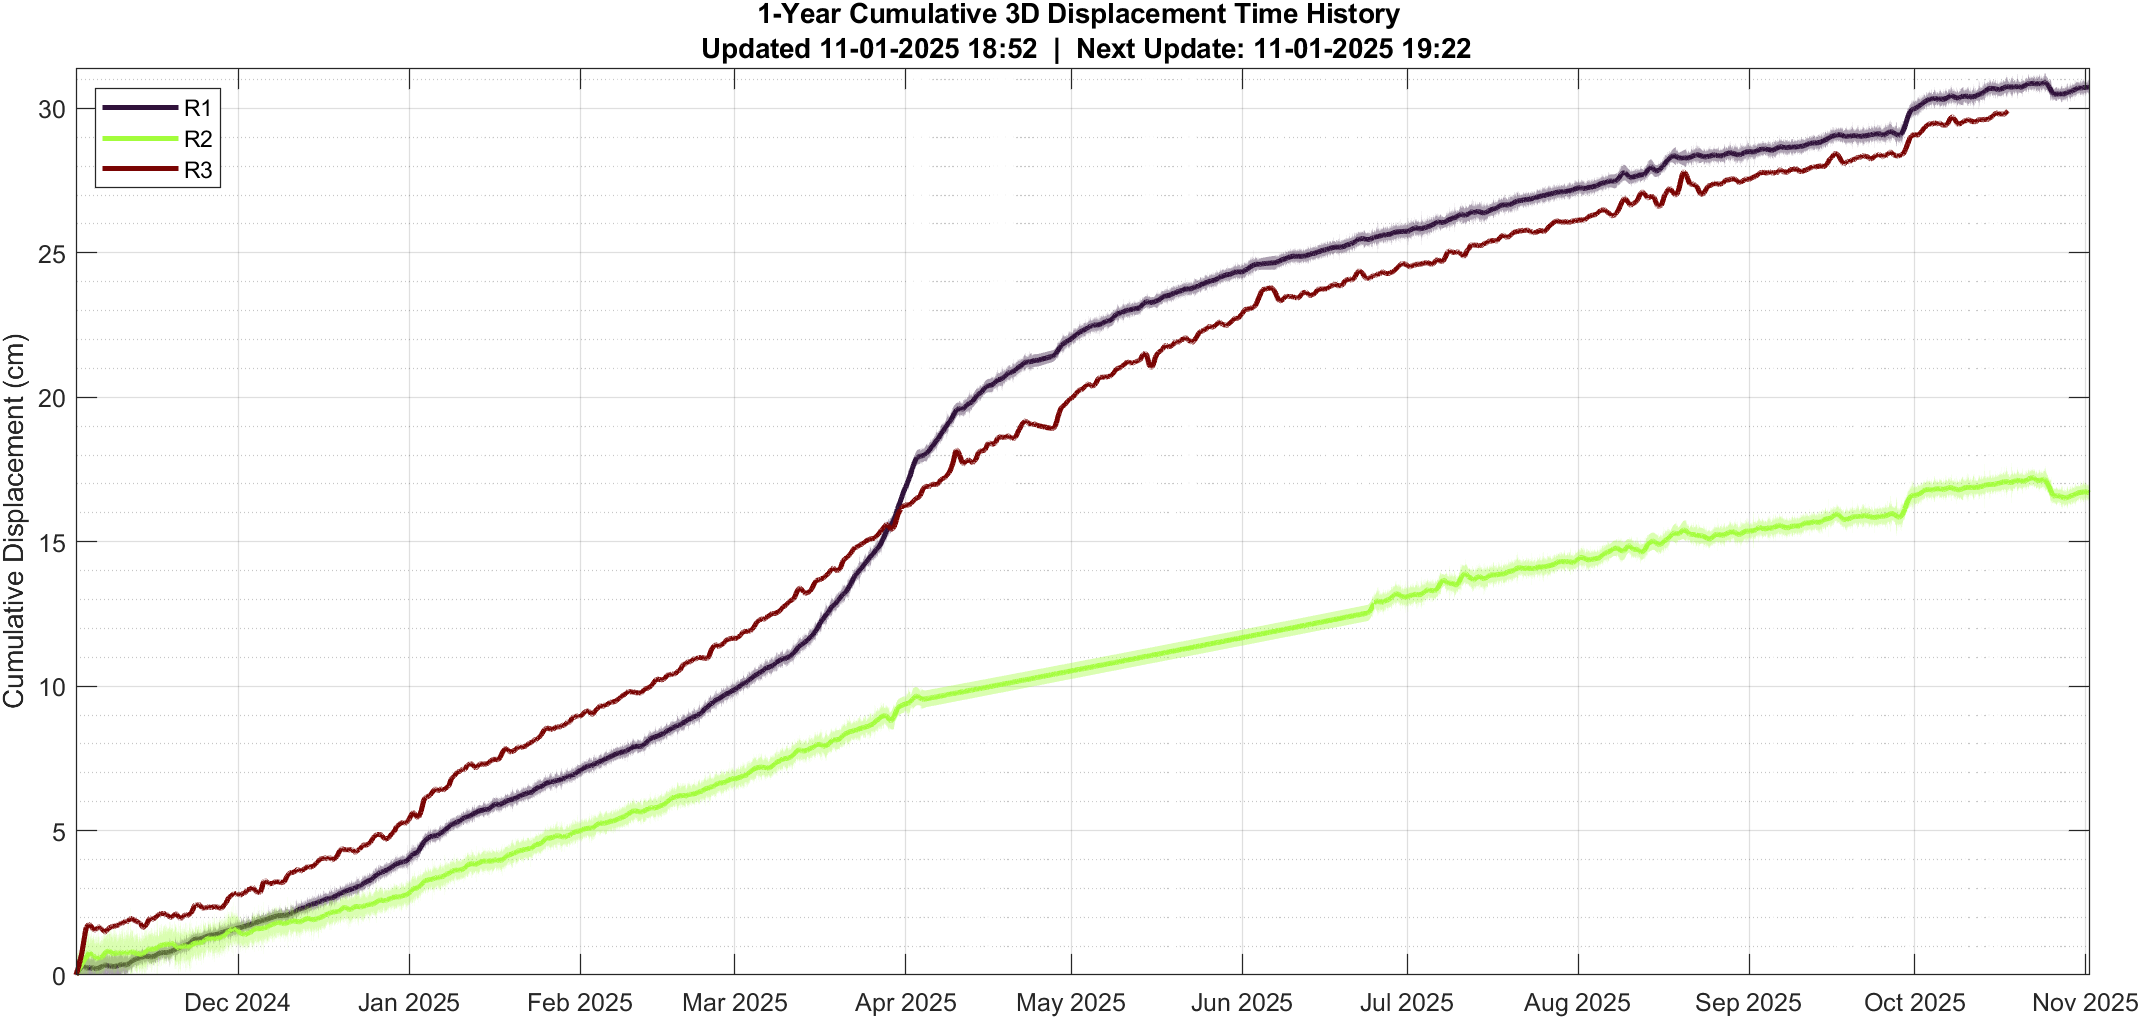 1-Year Cumulative 3D Displacement Time History
Updated 11-01-2025 18:52 | Next Update: 11-01-2025 19:22
R1
R2
R3
Cumulative Displacement (cm)
30
25
20
15
10
5
0
Dec 2024
Jan 2025
Feb 2025
Mar 2025
Apr 2025
May 2025
Jun 2025
Jul 2025
Aug 2025
Sep 2025
Oct 2025
Nov 2025